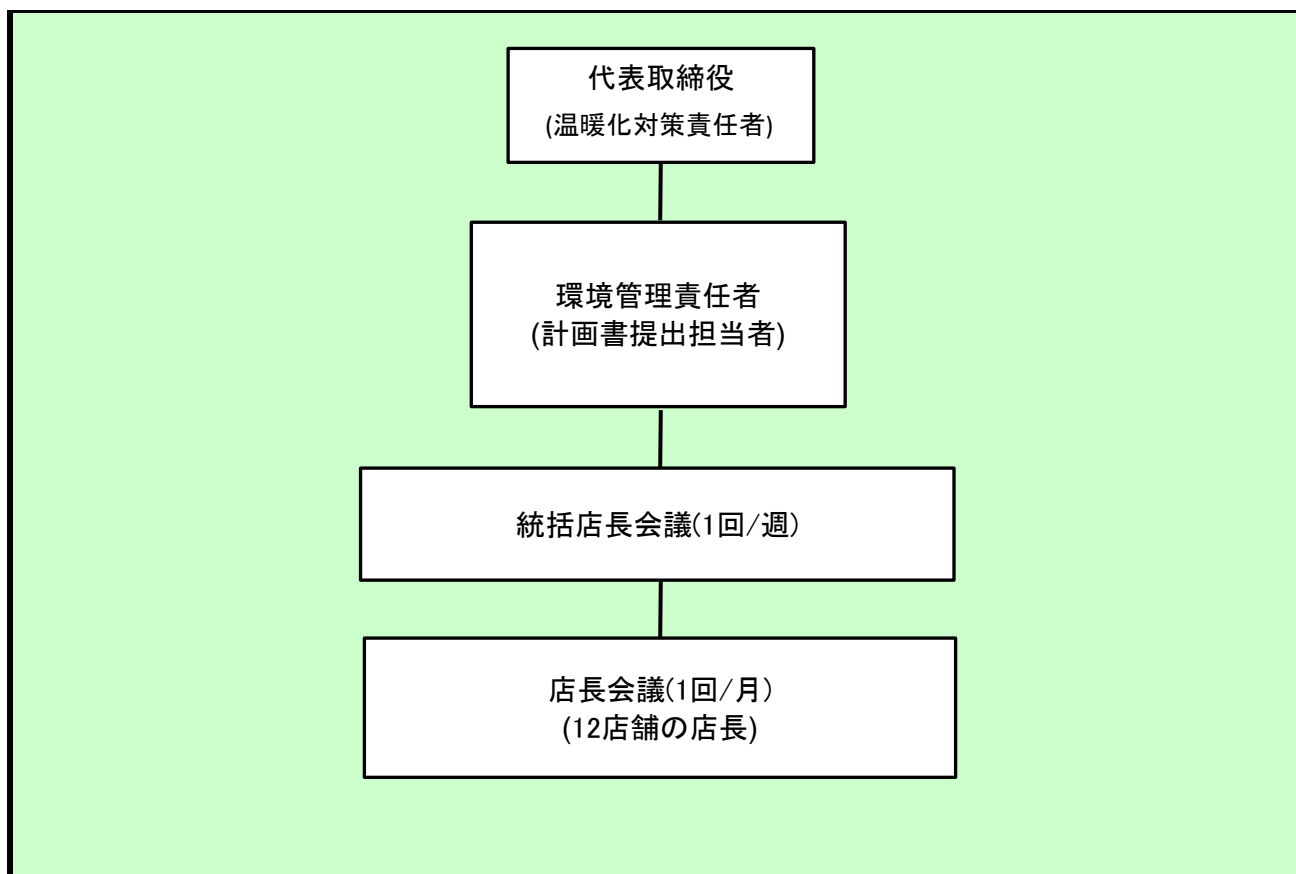 代表取締役
(温暖化対策責任者)
環境管理責任者
(計画書提出担当者)
統括店長会議(1回/週)
店長会議(1回/月)
(12店舗の店長)